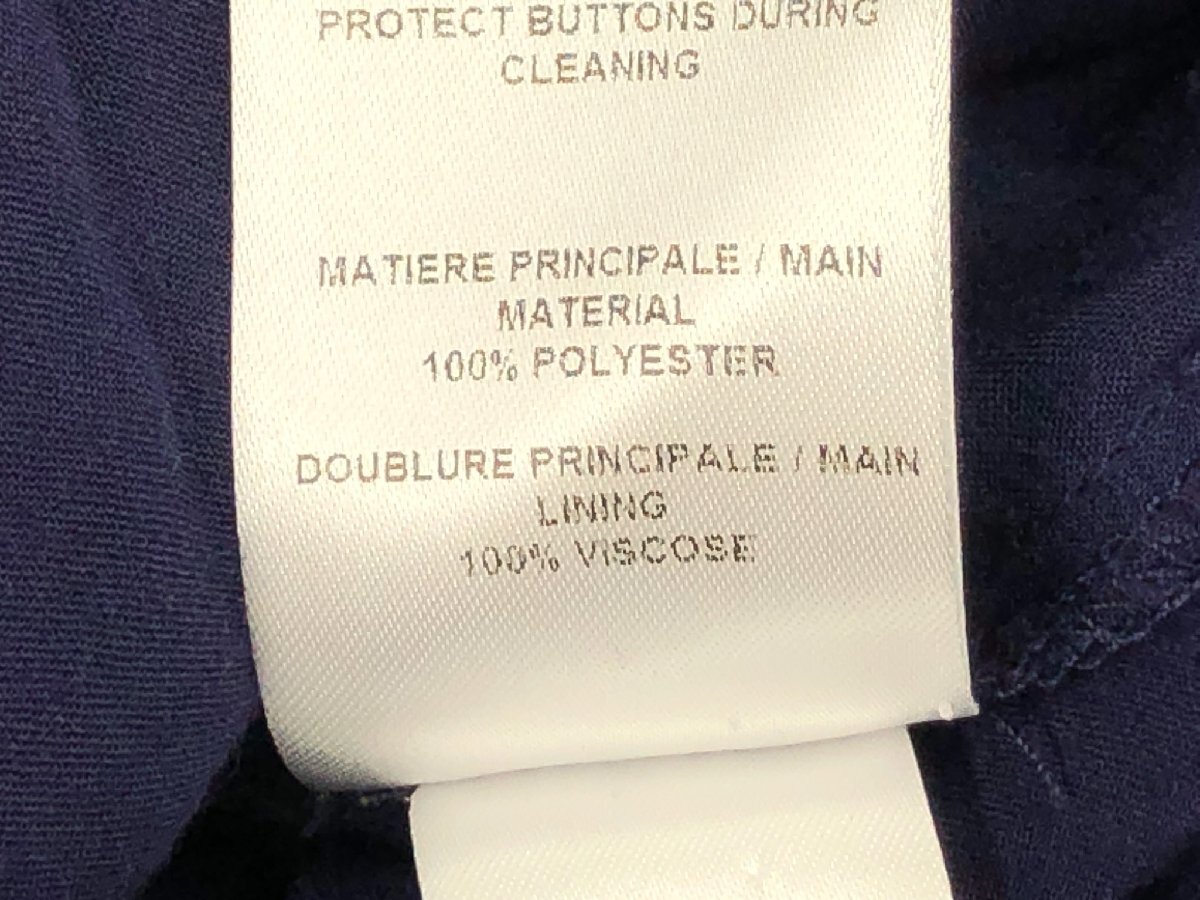 PROTECT BUTTONS DURING
CLEANING
MATIERE PRINCIPALE / MAIN
MATERIAL
100% POLYESTER
DOUBLURE PRINCIPALE / MAIN
LINING
100% VISCOSE